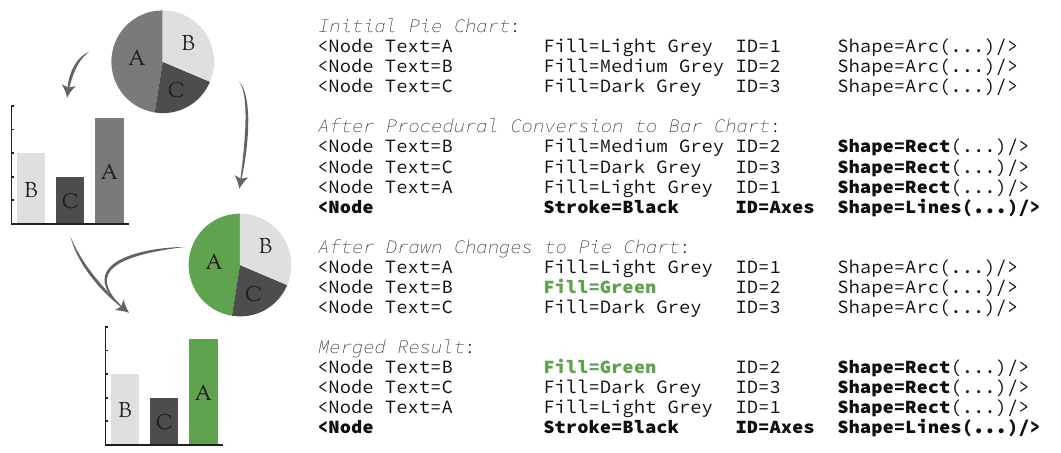 A
B
C
B
C
A
A
B
C
B
C
A
Initial Pie Chart:
<Node Text=A Fill=Light Grey ID=1 Shape=Arc(...)/>
<Node Text=B Fill=Medium Grey ID=2 Shape=Arc(...)/>
<Node Text=C Fill=Dark Grey ID=3 Shape=Arc(...)/>
After Procedural Conversion to Bar Chart:
<Node Text=B Fill=Medium Grey ID=2 Shape=Rect(...)/>
<Node Text=C Fill=Dark Grey ID=3 Shape=Rect(...)/>
<Node Text=A Fill=Light Grey ID=1 Shape=Rect(...)/>
<Node Stroke=Black ID=Axes Shape=Lines(...)/>
After Drawn Changes to Pie Chart:
<Node Text=A Fill=Light Grey ID=1 Shape=Arc(...)/>
<Node Text=B Fill=Green ID=2 Shape=Arc(...)/>
<Node Text=C Fill=Dark Grey ID=3 Shape=Arc(...)/>
Merged Result:
<Node Text=B Fill=Green ID=2 Shape=Rect(...)/>
<Node Text=C Fill=Dark Grey ID=3 Shape=Rect(...)/>
<Node Text=A Fill=Light Grey ID=1 Shape=Rect(...)/>
<Node Stroke=Black ID=Axes Shape=Lines(...)/>